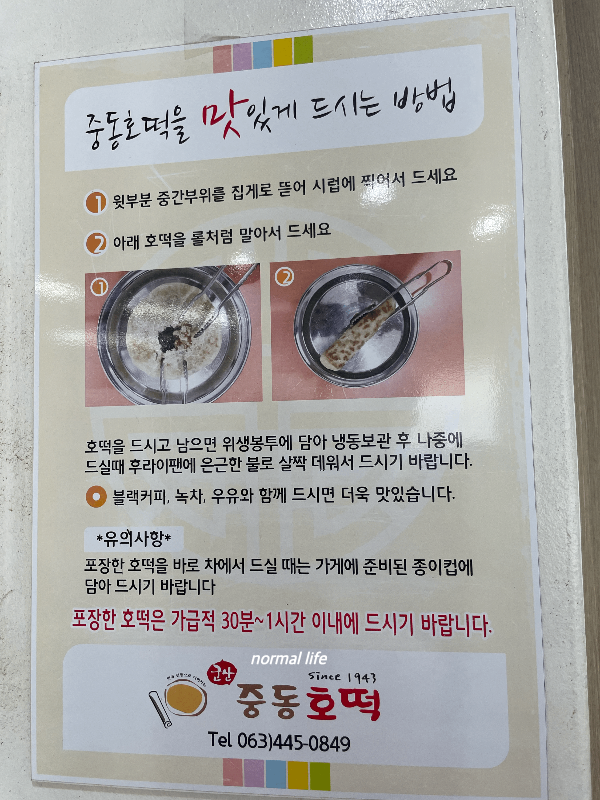 중동호떡을 맛있게 드시는 방법
1 윗부분 중간부위를 집게로 뜯어 시럽에 찍어서 드세요
2 아래 호떡을 롤처럼 말아서 드세요
1
2
호떡을 드시고 남으면 위생봉투에 담아 냉동보관 후 나중에
드실때 후라이팬에 은근한 불로 살짝 데워서 드시기 바랍니다.
블랙커피, 녹차, 우유와 함께 드시면 더욱 맛있습니다.
*유의사항*
포장한 호떡을 바로 차에서 드실 때는 가게에 준비된 종이컵에
담아 드시기 바랍니다
포장한 호떡은 가급적 30분~1시간 이내에 드시기 바랍니다.
normal life
군산
since 1943
중동호떡
Tel 063)445-0849